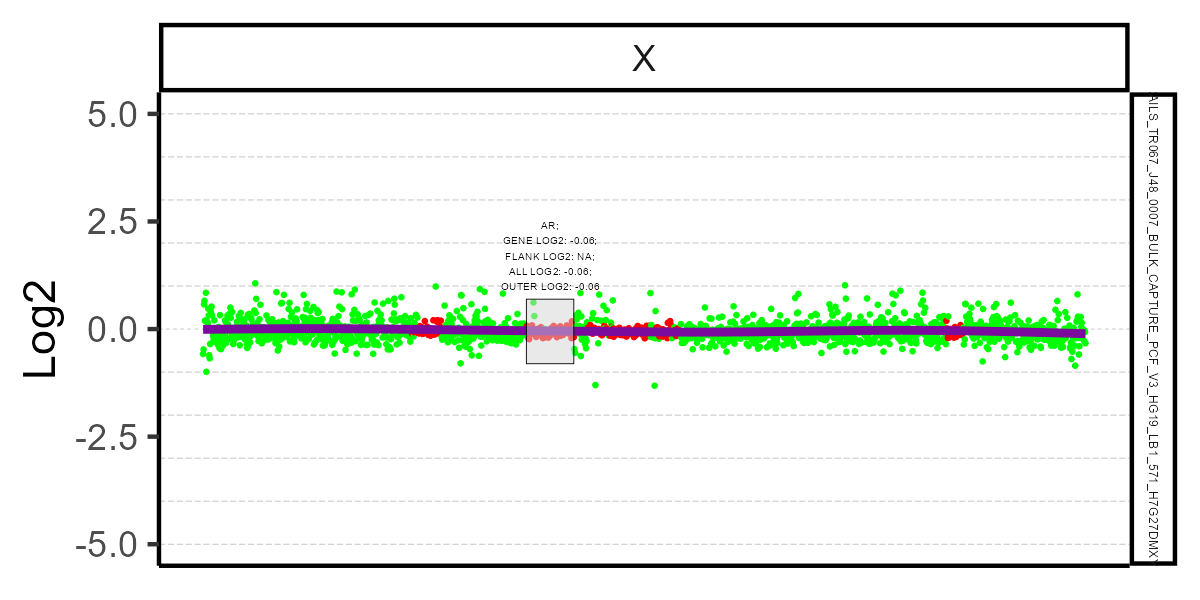 X
5.0
2.5
0.0
-2.5
-5.0
Log2
AR;
GENE LOG2: -0.06;
FLANK LOG2: NA;
ALL LOG2: -0.06;
OUTER LOG2: -0.06
AILS_TR067_J48_0007_BULK_CAPTURE_PCF_V3_HG19_LB1_571_H7G27DMXY